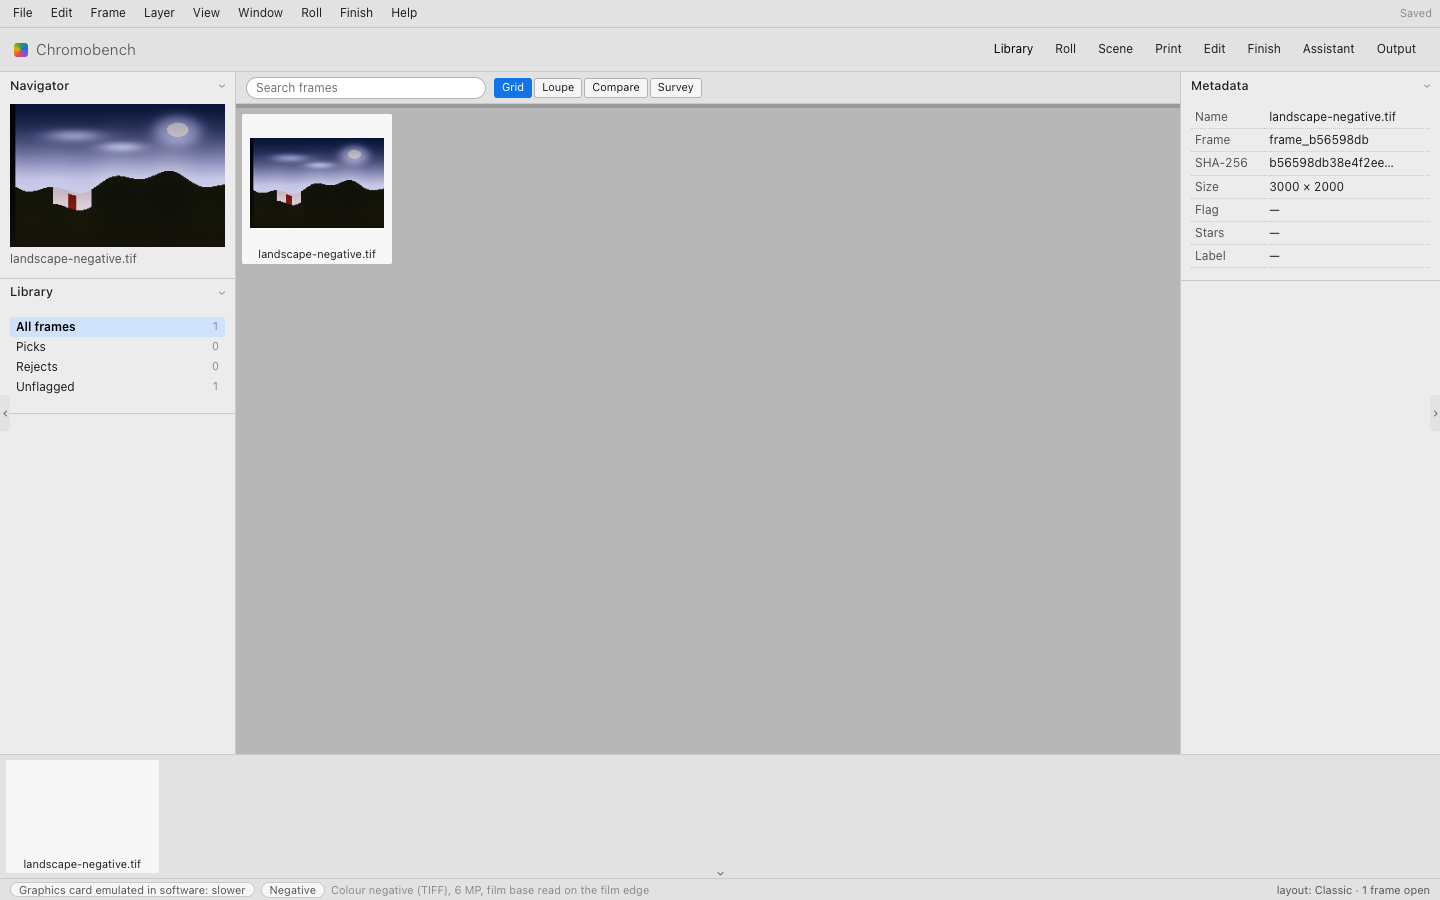 File Edit Frame Layer View Window Roll Finish Help Saved
Chromobench Library Roll Scene Print Edit Finish Assistant Output
Navigator
landscape-negative.tif
Library
All frames 1
Picks 0
Rejects 0
Unflagged 1
Search frames Grid Loupe Compare Survey
landscape-negative.tif
Metadata
Name landscape-negative.tif
Frame frame_b56598db
SHA-256 b56598db38e4f2ee...
Size 3000 × 2000
Flag —
Stars —
Label —
landscape-negative.tif
Graphics card emulated in software: slower Negative Colour negative (TIFF), 6 MP, film base read on the film edge layout: Classic · 1 frame open